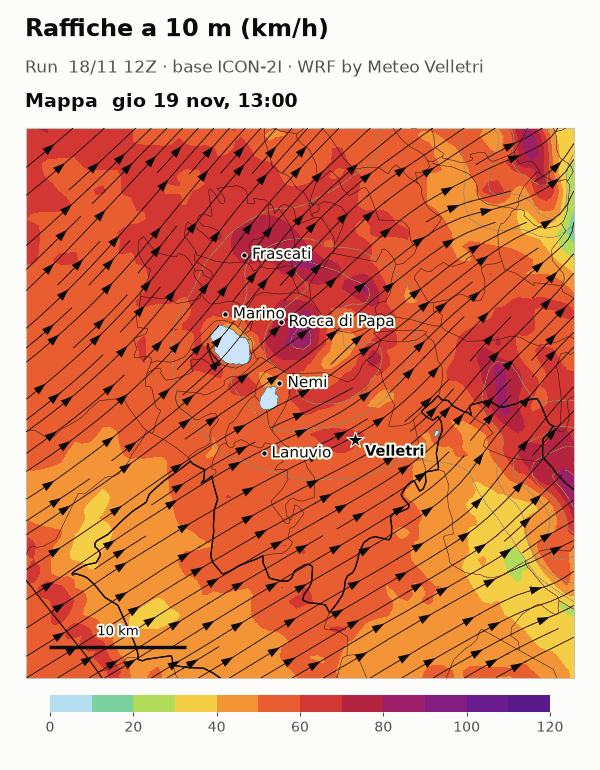 Raffiche a 10 m (km/h)
Run 18/11 12Z · base ICON-2I · WRF by Meteo Velletri
Mappa gio 19 nov, 13:00
Frascati
Marino
Rocca di Papa
Nemi
Velletri
Lanuvio
10 km
0 20 40 60 80 100 120